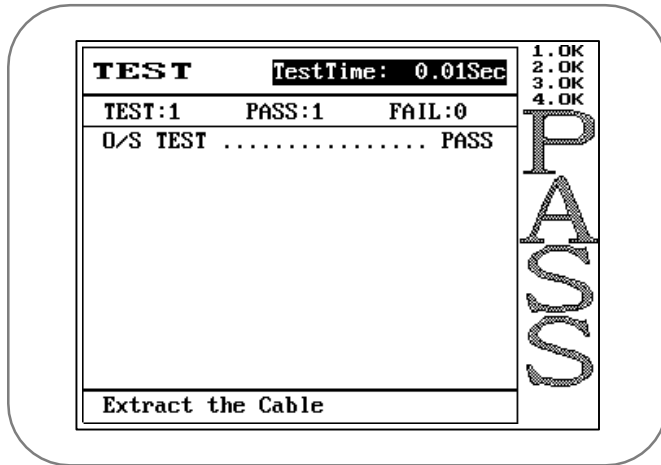 TEST TestTime: 0.01Sec
TEST:1 PASS:1 FAIL:0
O/S TEST ................ PASS
Extract the Cable
1.OK
2.OK
3.OK
4.OK
PASS